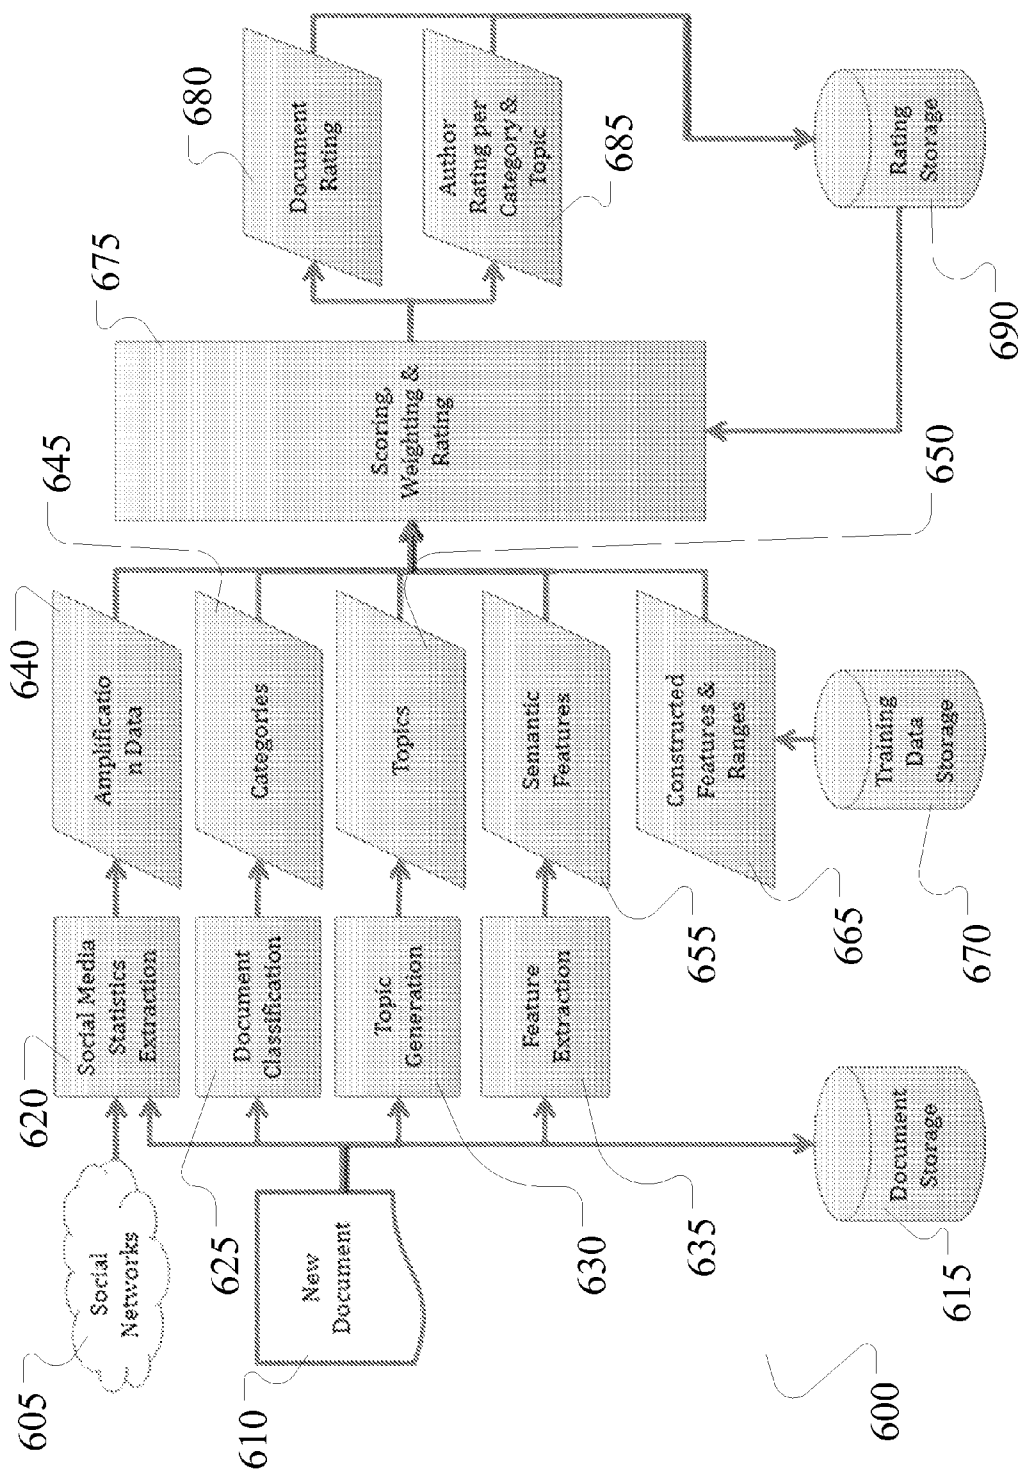 605
Social
Networks
610
New
Document
620
Social Media
Statistics
Extraction
625
Document
Classification
630
Topic
Generation
635
Feature
Extraction
615
Document
Storage
600
640
Amplificatio
n Data
645
Categories
650
Topics
655
Semantic
Features
665
Constructed
Features &
Ranges
670
Training
Data
Storage
675
Scoring,
Weighting &
Rating
680
Document
Rating
685
Author
Rating per
Category &
Topic
690
Rating
Storage